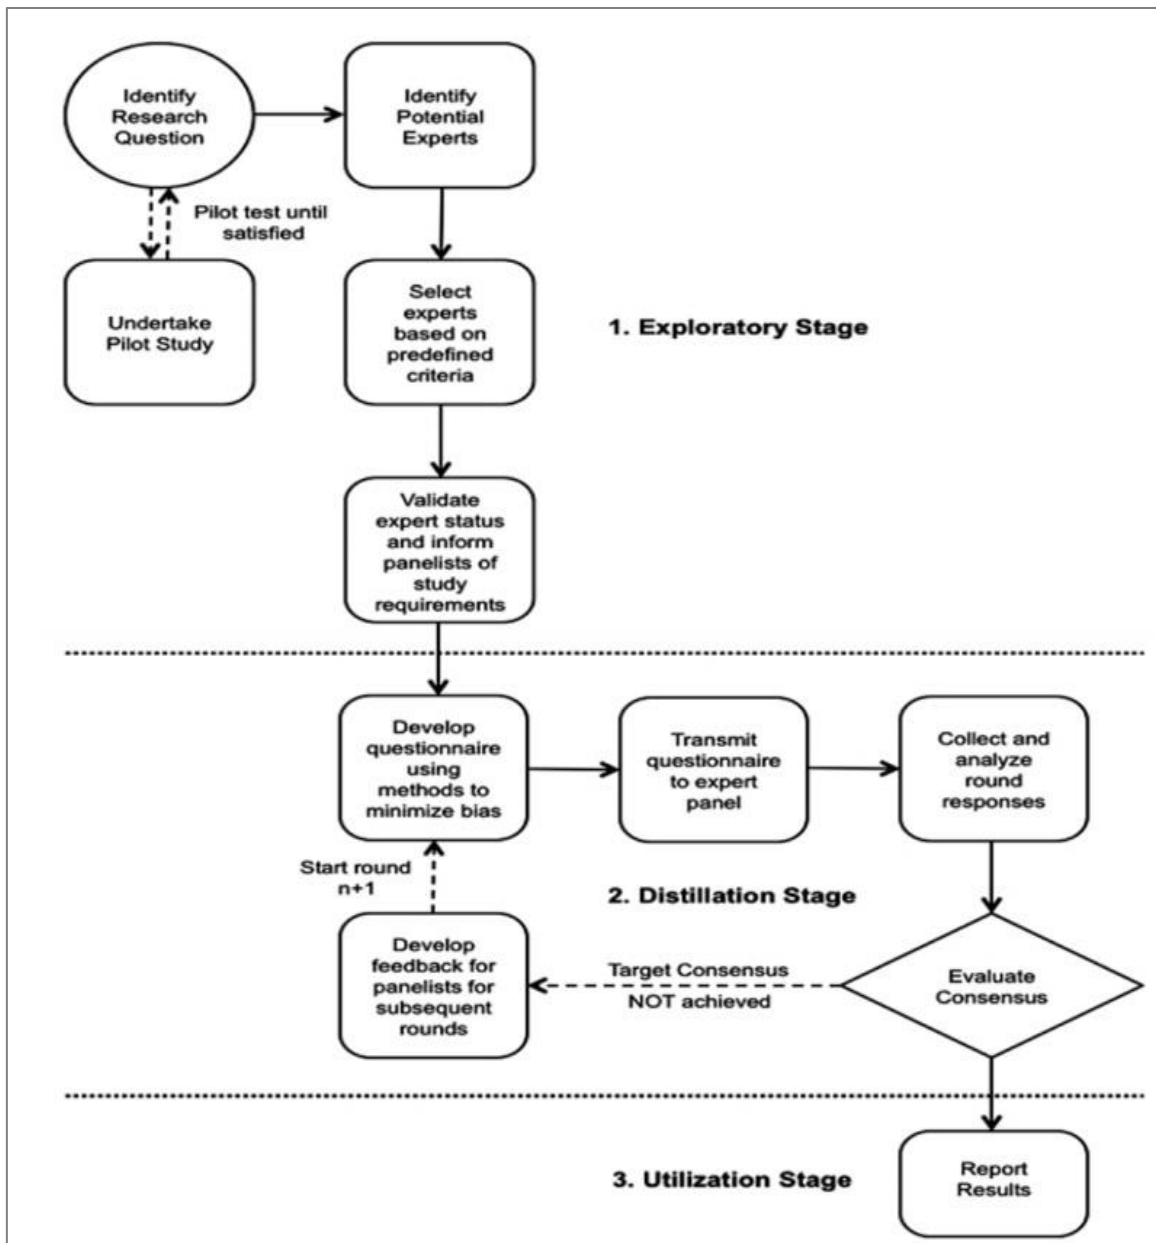 Identify
Research
Question
Identify
Potential
Experts
Pilot test until
satisfied
Undertake
Pilot Study
Select
experts
based on
predefined
criteria
1. Exploratory Stage
Validate
expert status
and inform
panelists of
study
requirements
Develop
questionnaire
using
methods to
minimize bias
Transmit
questionnaire
to expert
panel
Collect and
analyze
round
responses
Start round
n+1
2. Distillation Stage
Develop
feedback for
panelists for
subsequent
rounds
Target Consensus
NOT achieved
Evaluate
Consensus
3. Utilization Stage
Report
Results